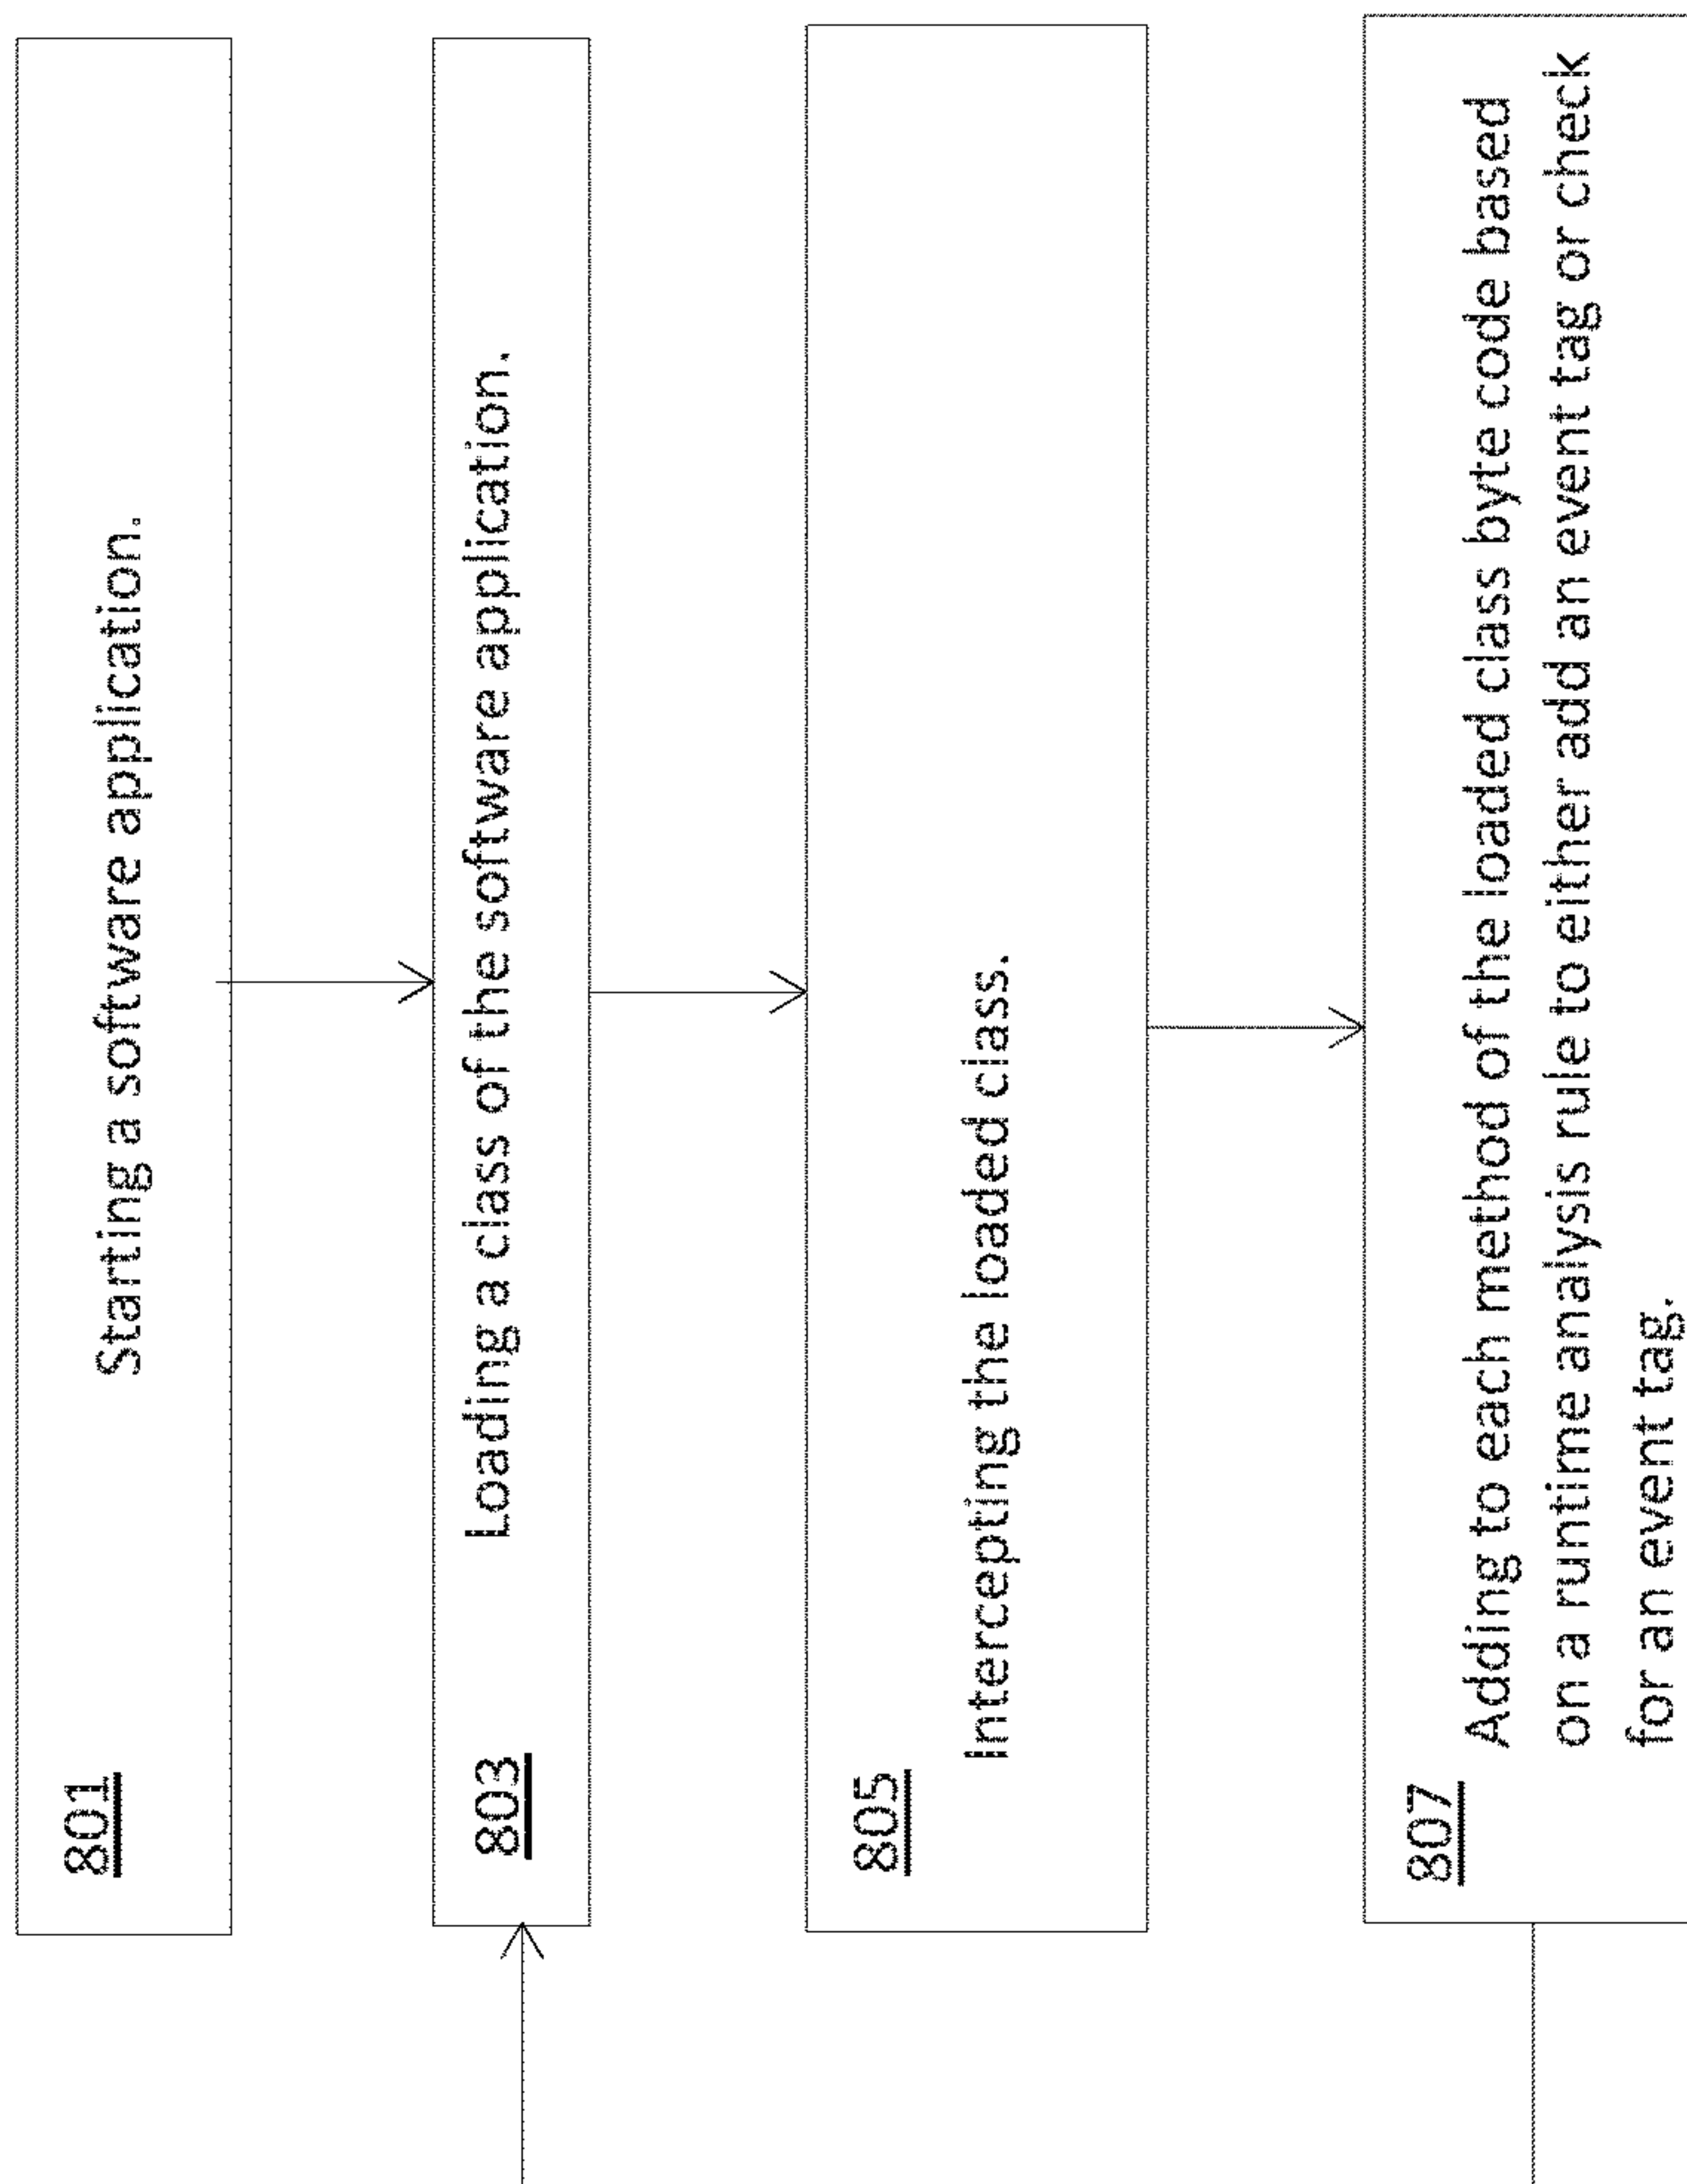 801
Starting a software application.
803
Loading a class of the software application.
805
Intercepting the loaded class.
807
Adding to each method of the loaded class byte code based
on a runtime analysis rule to either add an event tag or check
for an event tag.